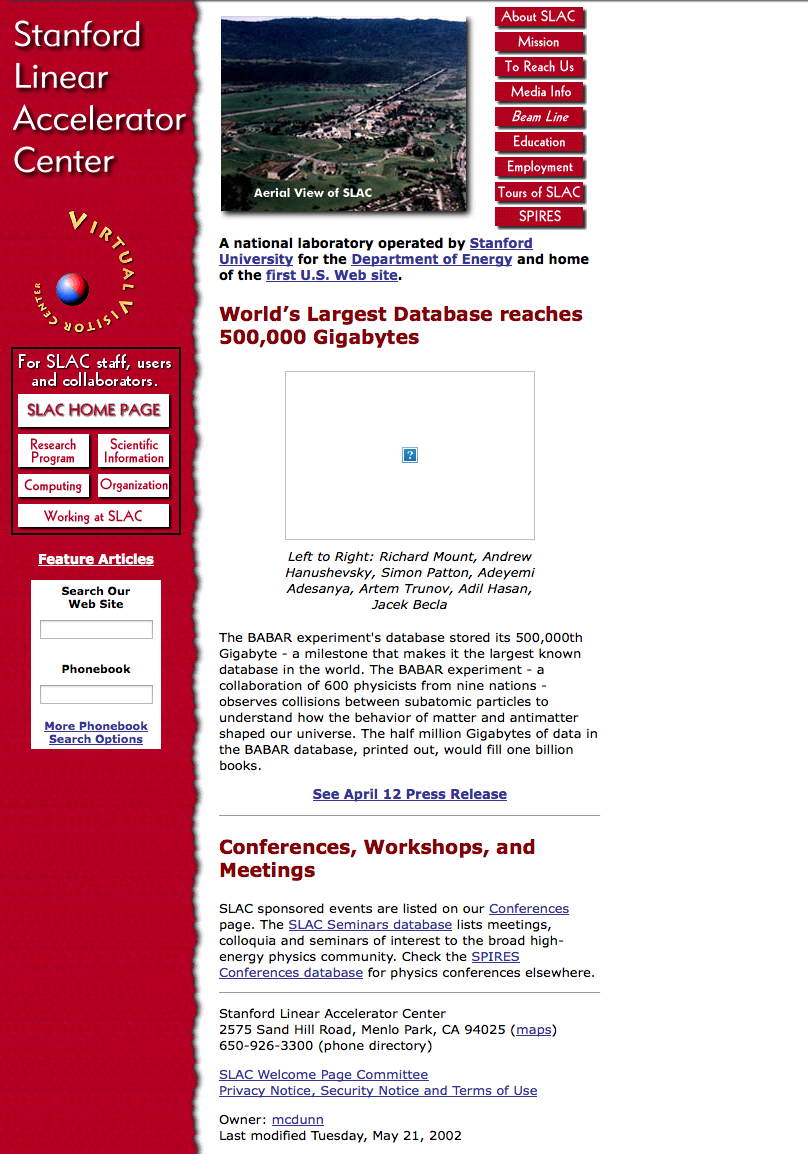 Stanford
Linear
Accelerator
Center
VIRTUAL VISITOR CENTER
For SLAC staff, users
and collaborators.
SLAC HOME PAGE
Research
Program
Scientific
Information
Computing
Organization
Working at SLAC
Feature Articles
Search Our
Web Site
Phonebook
More Phonebook
Search Options
Aerial View of SLAC
About SLAC
Mission
To Reach Us
Media Info
Beam Line
Education
Employment
Tours of SLAC
SPIRES
A national laboratory operated by Stanford
University for the Department of Energy and home
of the first U.S. Web site.
World’s Largest Database reaches
500,000 Gigabytes
?
Left to Right: Richard Mount, Andrew
Hanushevsky, Simon Patton, Adeyemi
Adesanya, Artem Trunov, Adil Hasan,
Jacek Becla
The BABAR experiment's database stored its 500,000th
Gigabyte - a milestone that makes it the largest known
database in the world. The BABAR experiment - a
collaboration of 600 physicists from nine nations -
observes collisions between subatomic particles to
understand how the behavior of matter and antimatter
shaped our universe. The half million Gigabytes of data in
the BABAR database, printed out, would fill one billion
books.
See April 12 Press Release
Conferences, Workshops, and
Meetings
SLAC sponsored events are listed on our Conferences
page. The SLAC Seminars database lists meetings,
colloquia and seminars of interest to the broad high-
energy physics community. Check the SPIRES
Conferences database for physics conferences elsewhere.
Stanford Linear Accelerator Center
2575 Sand Hill Road, Menlo Park, CA 94025 (maps)
650-926-3300 (phone directory)
SLAC Welcome Page Committee
Privacy Notice, Security Notice and Terms of Use
Owner: mcdunn
Last modified Tuesday, May 21, 2002